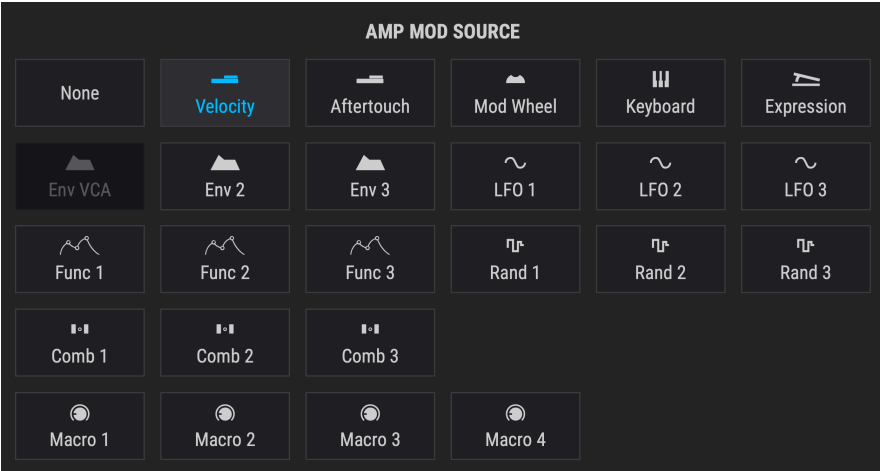 AMP MOD SOURCE
None
Velocity
Aftertouch
Mod Wheel
Keyboard
Expression
Env VCA
Env 2
Env 3
LFO 1
LFO 2
LFO 3
Func 1
Func 2
Func 3
Rand 1
Rand 2
Rand 3
Comb 1
Comb 2
Comb 3
Macro 1
Macro 2
Macro 3
Macro 4